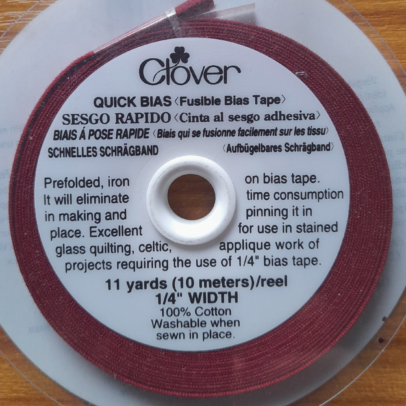 Clover
QUICK BIAS <Fusible Bias Tape>
SESGO RAPIDO <Cinta al sesgo adhesiva>
BIAIS Á POSE RAPIDE <Biais qui se fusionne facilement sur les tissu>
SCHNELLES SCHRÄGBAND <Aufbügelbares Schrägband>
Prefolded, iron on bias tape.
It will eliminate time consumption
in making and pinning it in
place. Excellent for use in stained
glass quilting, celtic, applique work of
projects requiring the use of 1/4" bias tape.
11 yards (10 meters)/reel
1/4" WIDTH
100% Cotton
Washable when
sewn in place.